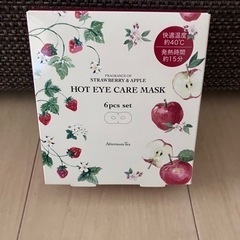 快適温度
約40℃
発熱時間
約15分
FRAGRANCE OF
STRAWBERRY & APPLE
HOT EYE CARE MASK
6pcs set
Afternoon Tea